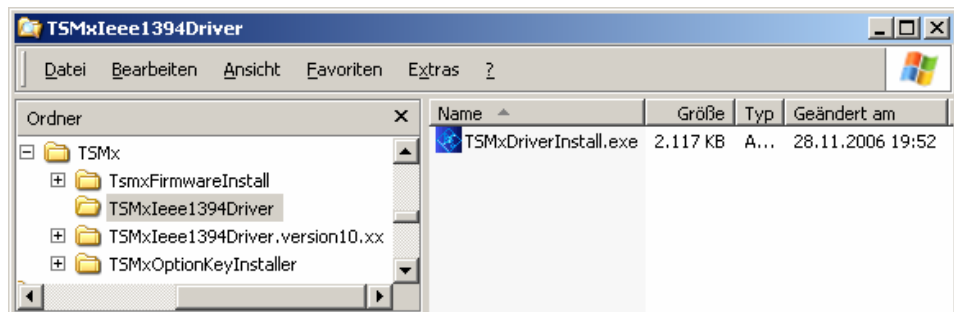 TSMxIeee1394Driver
Datei Bearbeiten Ansicht Favoriten Extras ?
Ordner
TSMx
TsmxFirmwareInstall
TSMxIeee1394Driver
TSMxIeee1394Driver.version10.xx
TSMxOptionKeyInstaller
Name Größe Typ Geändert am
TSMxDriverInstall.exe 2.117 KB A... 28.11.2006 19:52